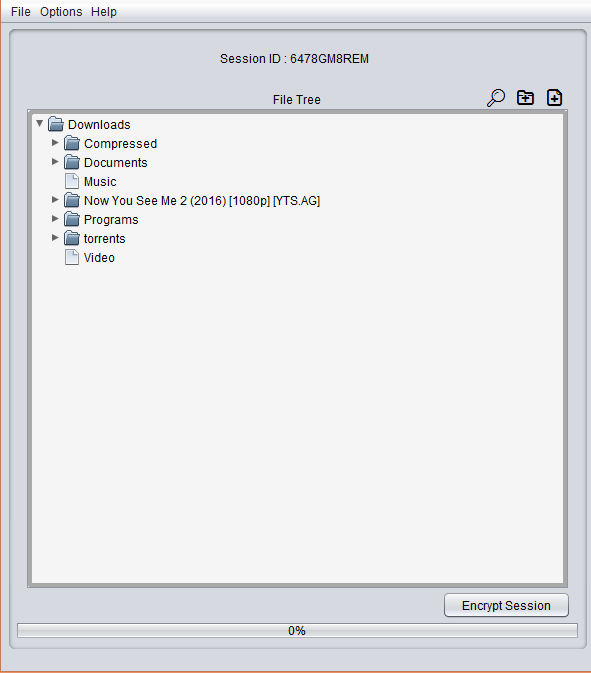 File Options Help
Session ID : 6478GM8REM
File Tree
Downloads
Compressed
Documents
Music
Now You See Me 2 (2016) [1080p] [YTS.AG]
Programs
torrents
Video
Encrypt Session
0%